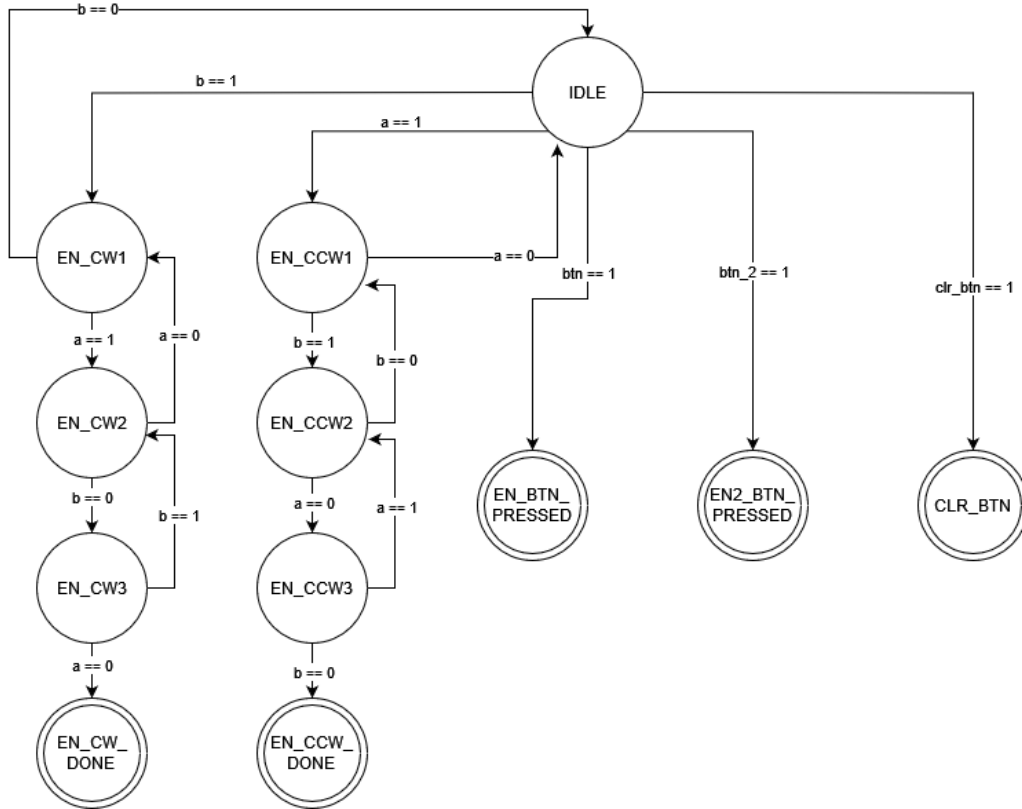 b == 0
IDLE
b == 1
a == 1
EN_CW1
EN_CCW1
a == 0
btn == 1
btn_2 == 1
clr_btn == 1
a == 1
a == 0
b == 1
b == 0
EN_CW2
EN_CCW2
b == 0
b == 1
a == 0
a == 1
EN_BTN_
PRESSED
EN2_BTN_
PRESSED
CLR_BTN
EN_CW3
EN_CCW3
a == 0
b == 0
EN_CW_
DONE
EN_CCW_
DONE